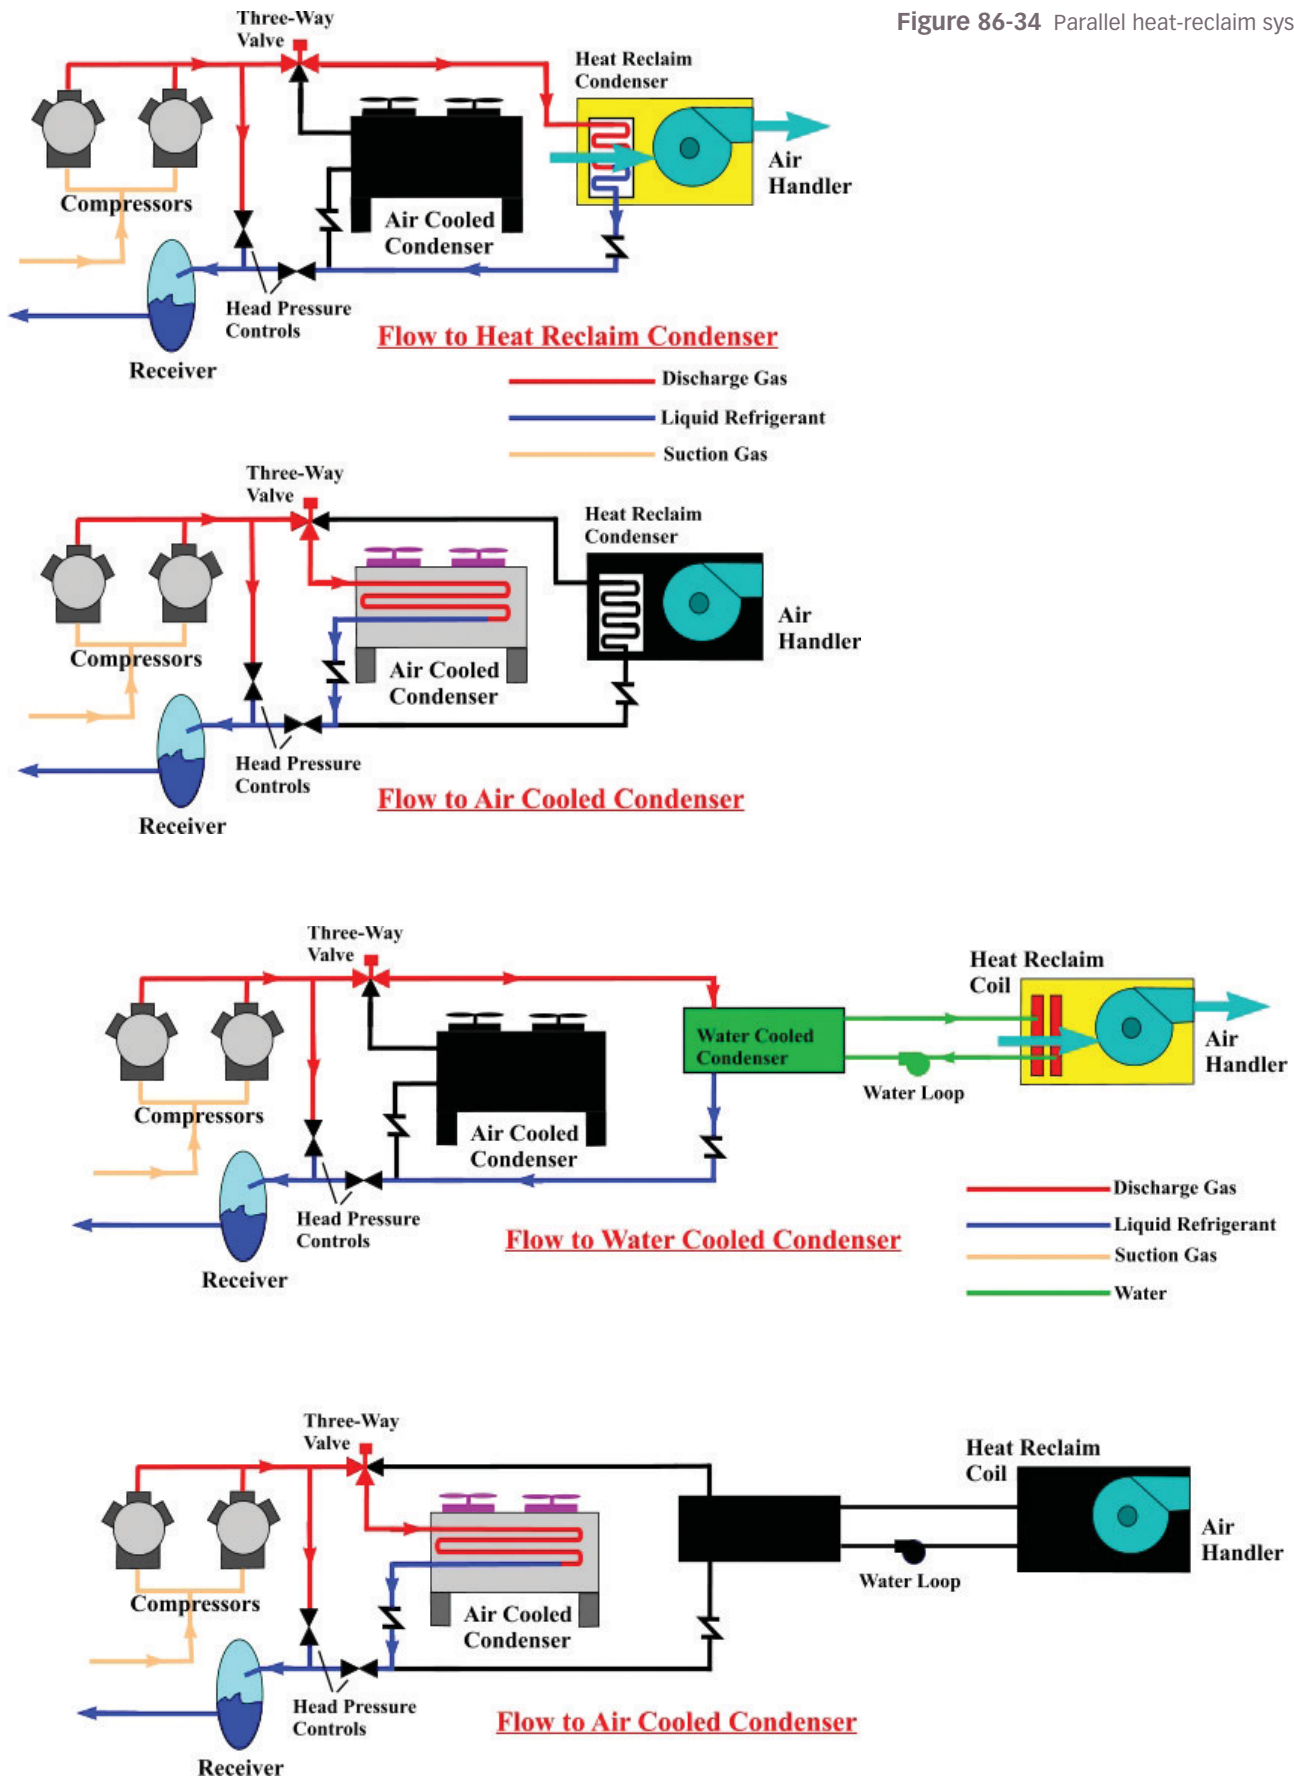 Figure 86-34 Parallel heat-reclaim sys
Three-Way
Valve
Heat Reclaim
Condenser
Air
Handler
Compressors
Air Cooled
Condenser
Head Pressure
Controls
Receiver
Flow to Heat Reclaim Condenser
Discharge Gas
Liquid Refrigerant
Suction Gas
Three-Way
Valve
Heat Reclaim
Condenser
Air
Handler
Compressors
Air Cooled
Condenser
Head Pressure
Controls
Receiver
Flow to Air Cooled Condenser
Three-Way
Valve
Heat Reclaim
Coil
Water Cooled
Condenser
Air
Handler
Water Loop
Compressors
Air Cooled
Condenser
Head Pressure
Controls
Receiver
Flow to Water Cooled Condenser
Discharge Gas
Liquid Refrigerant
Suction Gas
Water
Three-Way
Valve
Heat Reclaim
Coil
Air
Handler
Water Loop
Compressors
Air Cooled
Condenser
Head Pressure
Controls
Receiver
Flow to Air Cooled Condenser